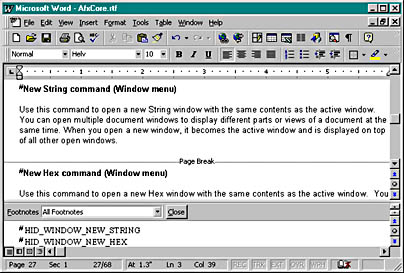 Microsoft Word - AfxCore.rtf
File Edit View Insert Format Tools Table Window Help
Normal Helv 10 B I U
1 2 3 4 5
#New String command (Window menu)
Use this command to open a new String window with the same contents as the active window.
You can open multiple document windows to display different parts or views of a document at the
same time. When you open a new window, it becomes the active window and is displayed on top
of all other open windows.
Page Break
#New Hex command (Window menu)
Use this command to open a new Hex window with the same contents as the active window. You
Footnotes All Footnotes Close
# HID_WINDOW_NEW_STRING
# HID_WINDOW_NEW_HEX
Page 27 Sec 1 27/68 At 1.3" Ln 3 Col 39 REC TRK EXT OVR WPH